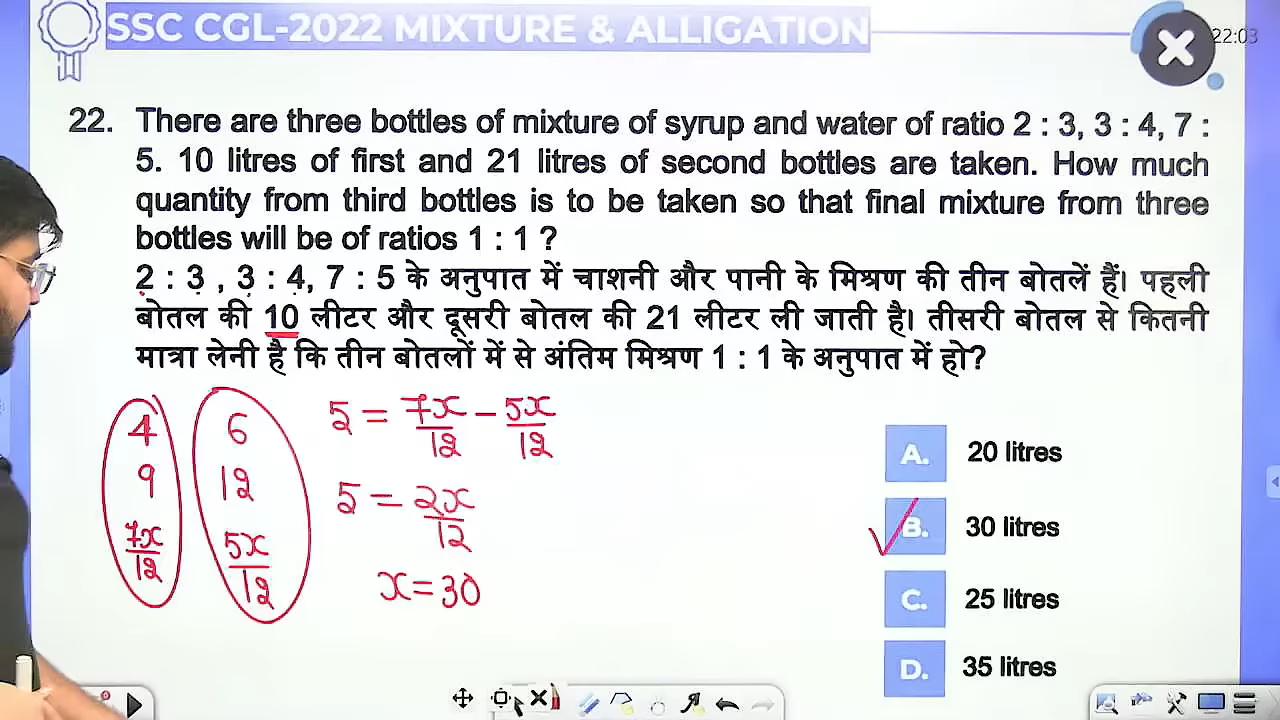 SSC CGL-2022 MIXTURE & ALLIGATION
22:03
22. There are three bottles of mixture of syrup and water of ratio 2 : 3, 3 : 4, 7 :
5. 10 litres of first and 21 litres of second bottles are taken. How much
quantity from third bottles is to be taken so that final mixture from three
bottles will be of ratios 1 : 1 ?
2 : 3 , 3 : 4, 7 : 5 के अनुपात में चाशनी और पानी के मिश्रण की तीन बोतलें हैं। पहली
बोतल की 10 लीटर और दूसरी बोतल की 21 लीटर ली जाती है। तीसरी बोतल से कितनी
मात्रा लेनी है कि तीन बोतलों में से अंतिम मिश्रण 1 : 1 के अनुपात में हो?
4 6 5 = 7x/12 - 5x/12
9 12 5 = 2x/12
7x/12 5x/12 x=30
A. 20 litres
B. 30 litres
C. 25 litres
D. 35 litres